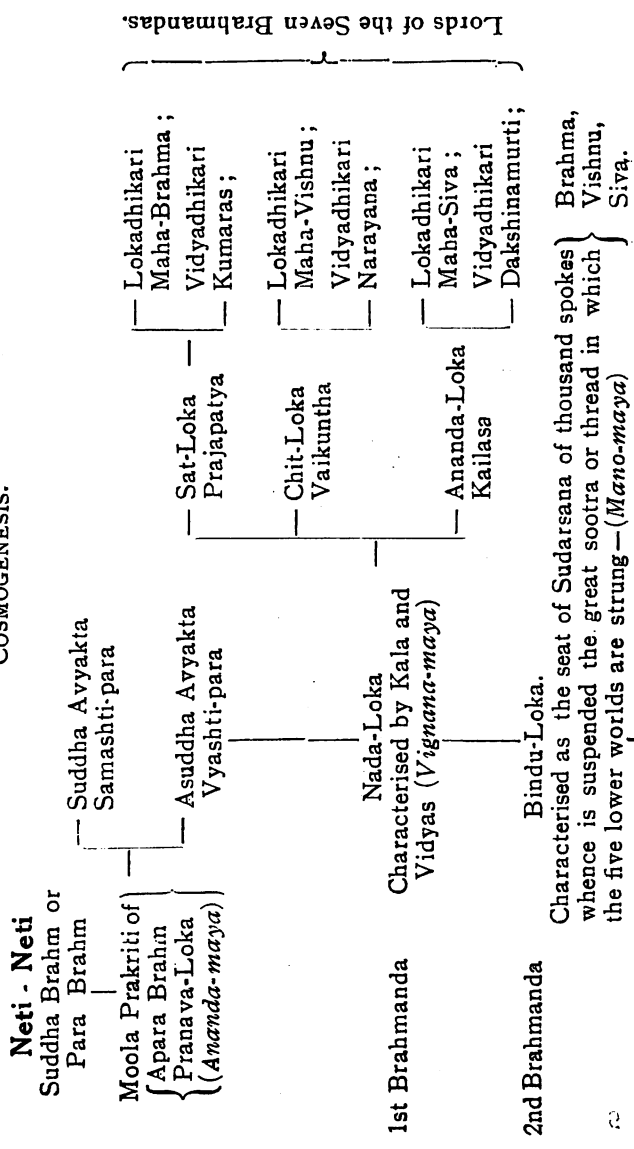 COSMOGENESIS.
Neti - Neti
Suddha Brahm or
Para Brahm
Moola Prakriti of
Apara Brahm
Pranava-Loka
(Ananda-maya)
Suddha Avyakta
Samashti-para
Asuddha Avyakta
Vyashti-para
1st Brahmanda
Nada-Loka
Characterised by Kala and
Vidyas (Vignana-maya)
Sat-Loka
Prajapatya
Chit-Loka
Vaikuntha
Ananda-Loka
Kailasa
Lokadhikari
Maha-Brahma;
Vidyadhikari
Kumaras;
Lokadhikari
Maha-Vishnu;
Vidyadhikari
Narayana;
Lokadhikari
Maha-Siva;
Vidyadhikari
Dakshinamurti;
Lords of the Seven Brahmandas.
2nd Brahmanda
Bindu-Loka.
Characterised as the seat of Sudarsana of thousand spokes
whence is suspended the great sootra or thread in which
the five lower worlds are strung—(Mano-maya)
Brahma,
Vishnu,
Siva.
2